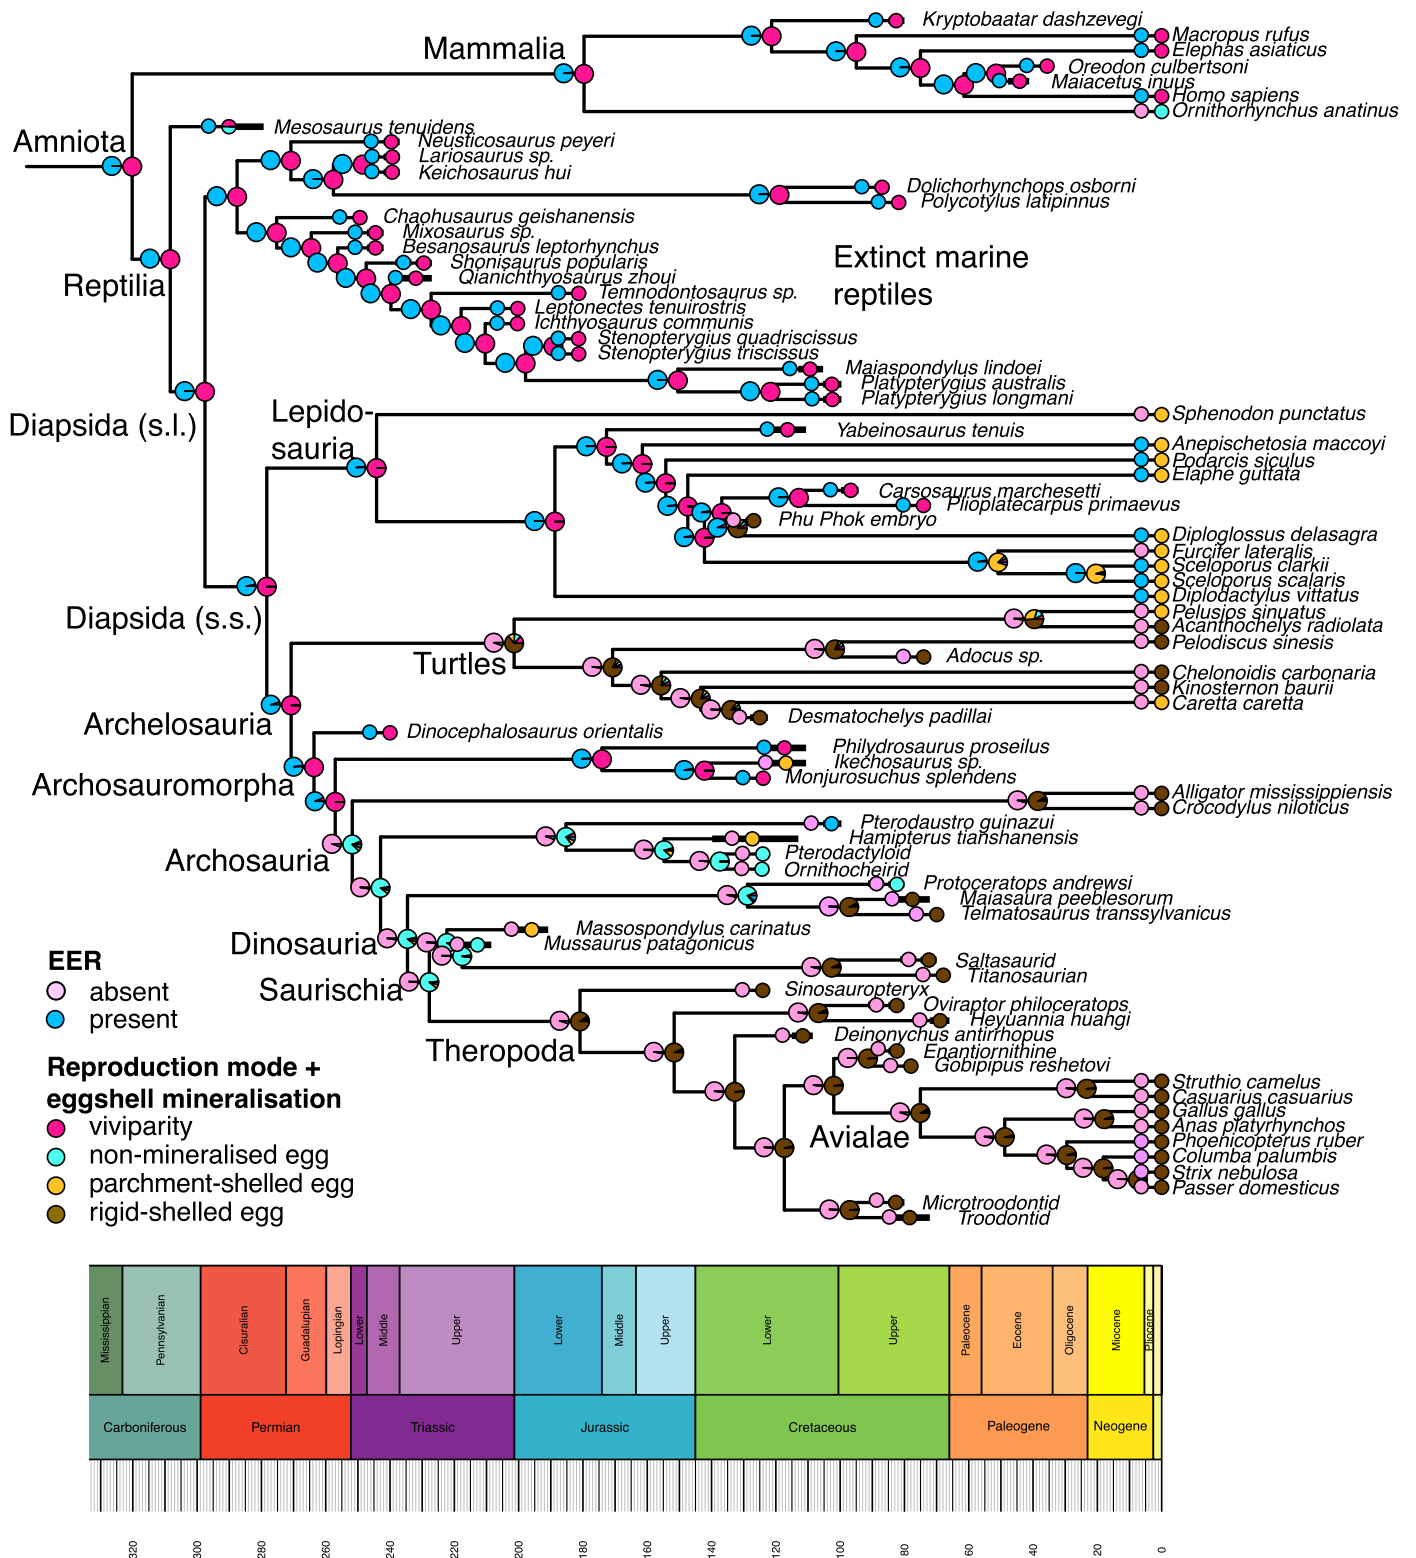 Kryptobaatar dashzevegi
Macropus rufus
Mammalia
Elephas asiaticus
Oreodon culbertsoni
Maiacetus inuus
Homo sapiens
Ornithorhynchus anatinus
Mesosaurus tenuidens
Amniota
Neusticosaurus peyeri
Lariosaurus sp.
Keichosaurus hui
Dolichorhynchops osborni
Polycotylus latipinnus
Chaohusaurus geishanensis
Mixosaurus sp.
Besanosaurus leptorhynchus
Extinct marine
reptiles
Shonisaurus popularis
Qianichthyosaurus zhoui
Reptilia
Temnodontosaurus sp.
Leptonectes tenuirostris
Ichthyosaurus communis
Stenopterygius quadriscissus
Stenopterygius triscissus
Maiaspondylus lindoei
Platypterygius australis
Platypterygius longmani
Diapsida (s.l.)
Lepido-
sauria
Sphenodon punctatus
Yabeinosaurus tenuis
Anepischetosia maccoyi
Podarcis siculus
Elaphe guttata
Carsosaurus marchesetti
Plioplatecarpus primaevus
Phu Phok embryo
Diploglossus delasagra
Furcifer lateralis
Sceloporus clarkii
Sceloporus scalaris
Diplodactylus vittatus
Diapsida (s.s.)
Pelusios sinuatus
Acanthochelys radiolata
Pelodiscus sinesis
Turtles
Adocus sp.
Chelonoidis carbonaria
Kinosternon baurii
Caretta caretta
Desmatochelys padillai
Archelosauria
Dinocephalosaurus orientalis
Philydrosaurus proseilus
Ikechosaurus sp.
Monjurosuchus splendens
Archosauromorpha
Alligator mississippiensis
Crocodylus niloticus
Pterodaustro guinazui
Hamipterus tianshanensis
Archosauria
Pterodactyloid
Ornithocheirid
Protoceratops andrewsi
Maiasaura peeblesorum
Telmatosaurus transsylvanicus
Massospondylus carinatus
Dinosauria
Mussaurus patagonicus
Saltasaurid
Titanosaurian
Saurischia
Sinosauropteryx
Oviraptor philoceratops
Heyuannia huangi
Deinonychus antirrhopus
Theropoda
Enantiornithine
Gobipipus reshetovi
Struthio camelus
Casuarius casuarius
Gallus gallus
Anas platyrhynchos
Avialae
Phoenicopterus ruber
Columba palumbis
Strix nebulosa
Passer domesticus
Microtroodontid
Troodontid
EER
absent
present
Reproduction mode +
eggshell mineralisation
viviparity
non-mineralised egg
parchment-shelled egg
rigid-shelled egg
Mississippian
Pennsylvanian
Cisuralian
Guadalupian
Lopingian
Lower
Middle
Upper
Lower
Middle
Upper
Lower
Upper
Paleocene
Eocene
Oligocene
Miocene
Pliocene
Carboniferous
Permian
Triassic
Jurassic
Cretaceous
Paleogene
Neogene
320
300
280
260
240
220
200
180
160
140
120
100
80
60
40
20
0